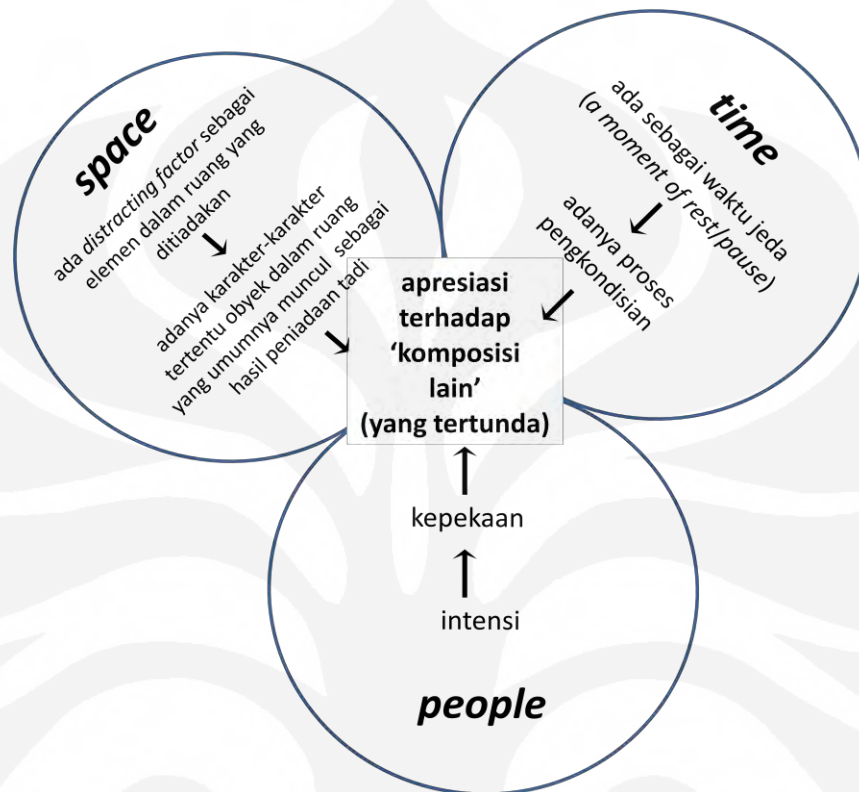 space
ada distracting factor sebagai
elemen dalam ruang yang
ditiadakan
adanya karakter-karakter
tertentu obyek dalam ruang
yang umumnya muncul sebagai
hasil peniadaan tadi
time
ada sebagai waktu jeda
(a moment of rest/pause)
adanya proses
pengkondisian
apresiasi
terhadap
‘komposisi
lain’
(yang tertunda)
kepekaan
intensi
people